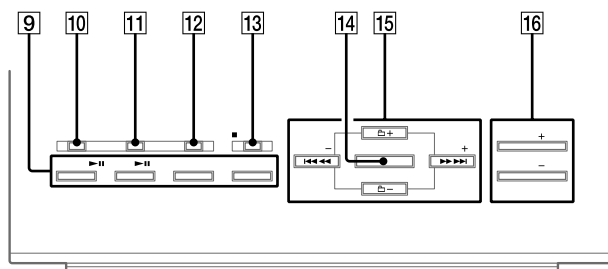 9 10 11 12 13 14 15 16
■ + +
►II ►II − I◄◄ ◄◄ ►► ►►I −
−